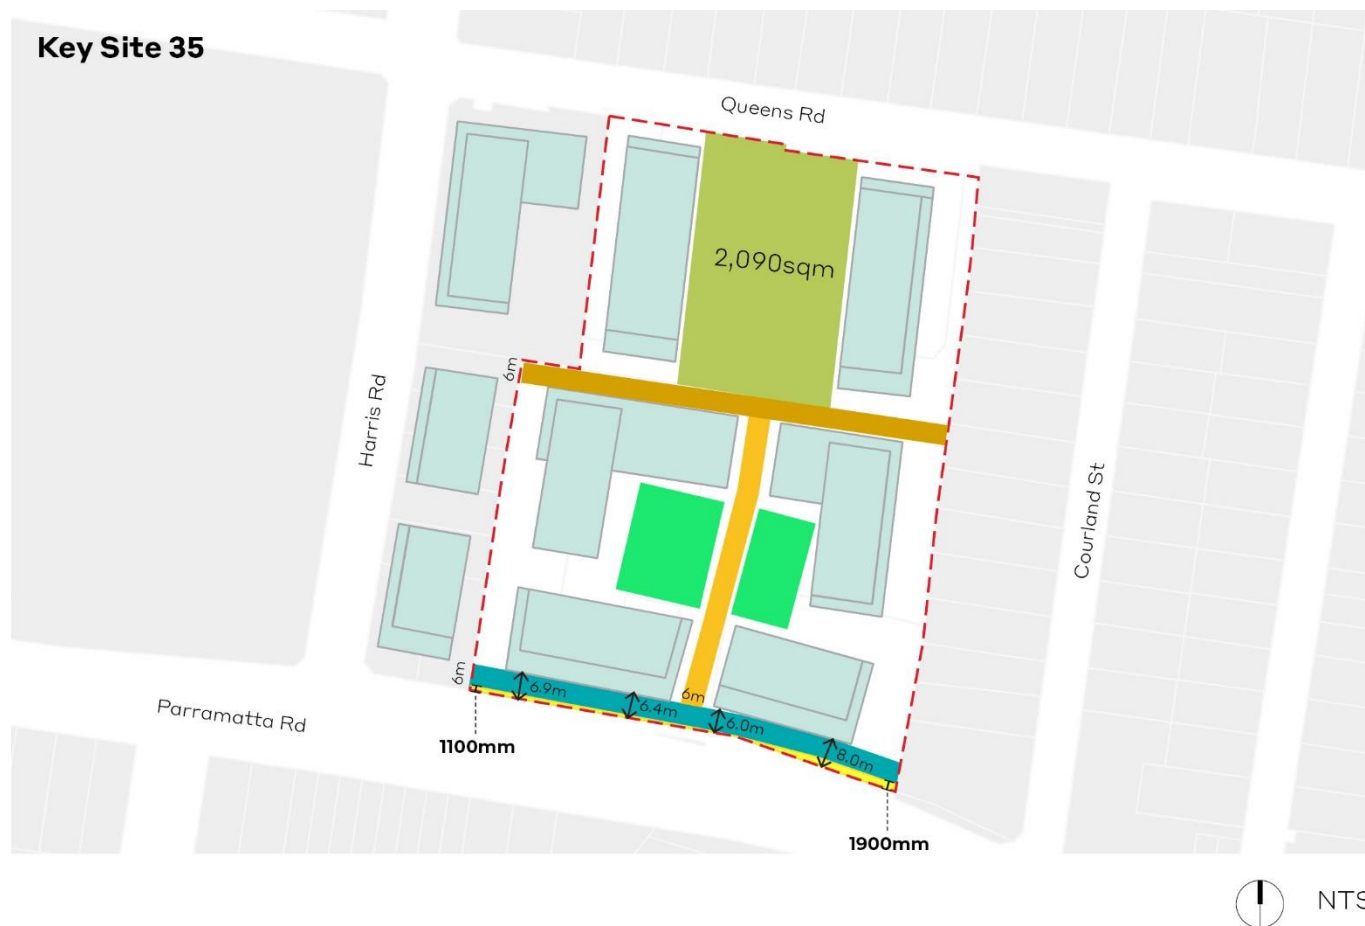 Key Site 35
Queens Rd
2,090sqm
6m
Harris Rd
Courland St
6m
6.9m
6.4m
6m
6.0m
8.0m
Parramatta Rd
1100mm
1900mm
NTS